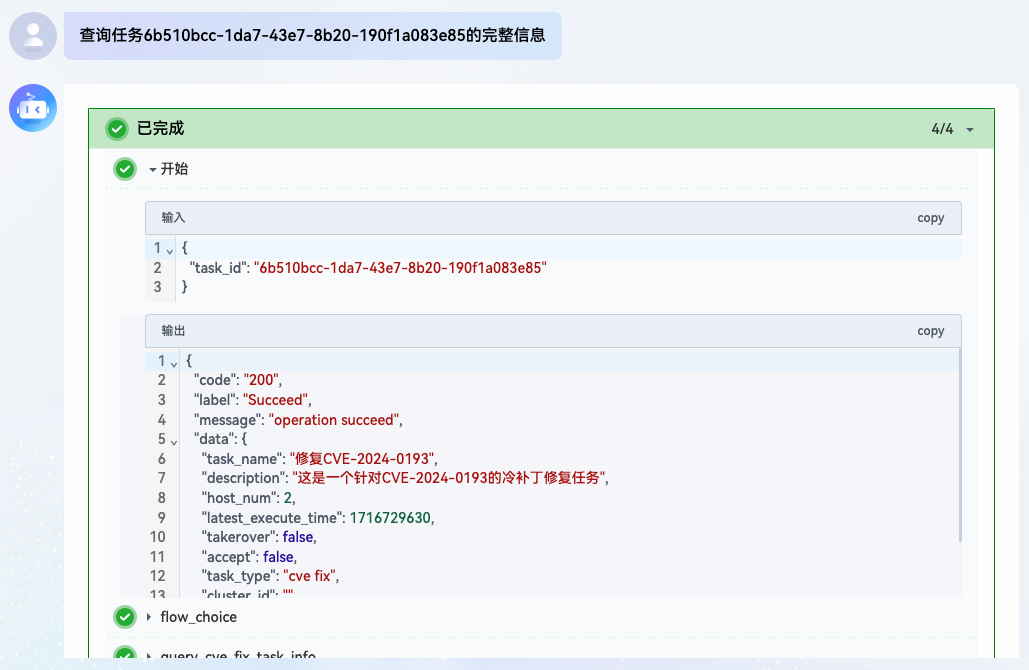 查询任务6b510bcc-1da7-43e7-8b20-190f1a083e85的完整信息
已完成 4/4
开始
输入 copy
1 {
2 "task_id": "6b510bcc-1da7-43e7-8b20-190f1a083e85"
3 }
输出 copy
1 {
2 "code": "200",
3 "label": "Succeed",
4 "message": "operation succeed",
5 "data": {
6 "task_name": "修复CVE-2024-0193",
7 "description": "这是一个针对CVE-2024-0193的冷补丁修复任务",
8 "host_num": 2,
9 "latest_execute_time": 1716729630,
10 "takerover": false,
11 "accept": false,
12 "task_type": "cve fix",
13 "cluster_id": ""
flow_choice
query_cve_fix_task_info